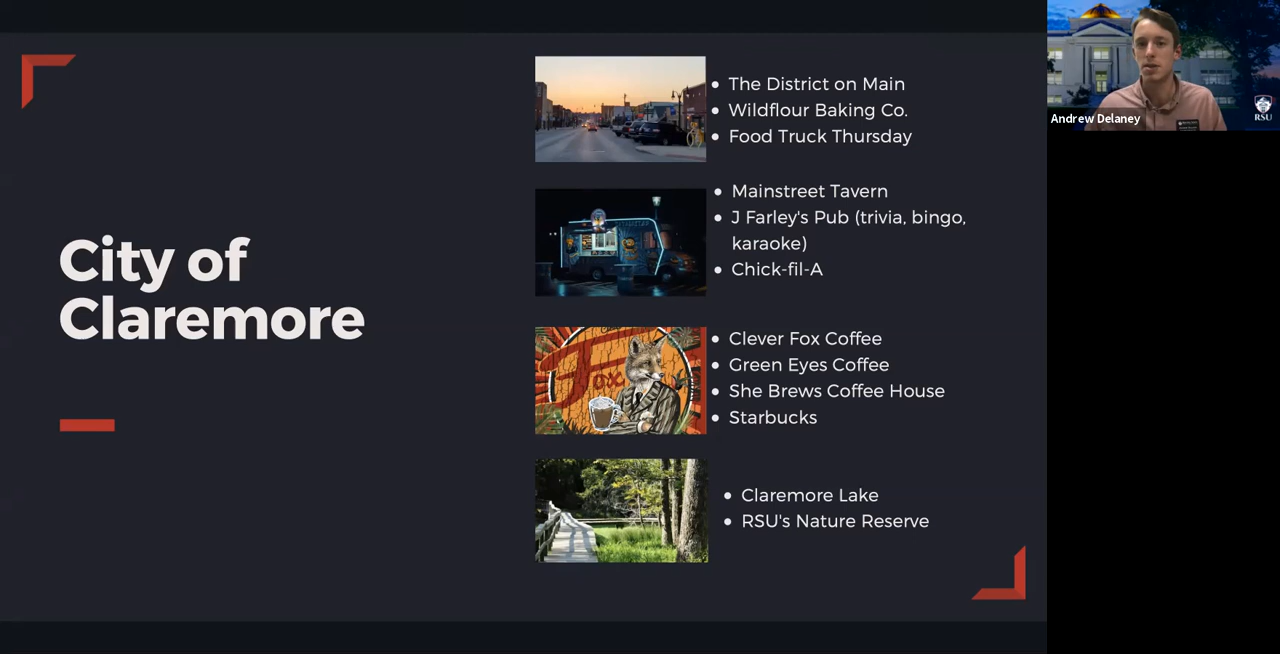 City of
Claremore
The District on Main
Wildflour Baking Co.
Food Truck Thursday
Mainstreet Tavern
J Farley's Pub (trivia, bingo,
karaoke)
Chick-fil-A
Fox
Clever Fox Coffee
Green Eyes Coffee
She Brews Coffee House
Starbucks
Claremore Lake
RSU's Nature Reserve
Andrew Delaney
RSU